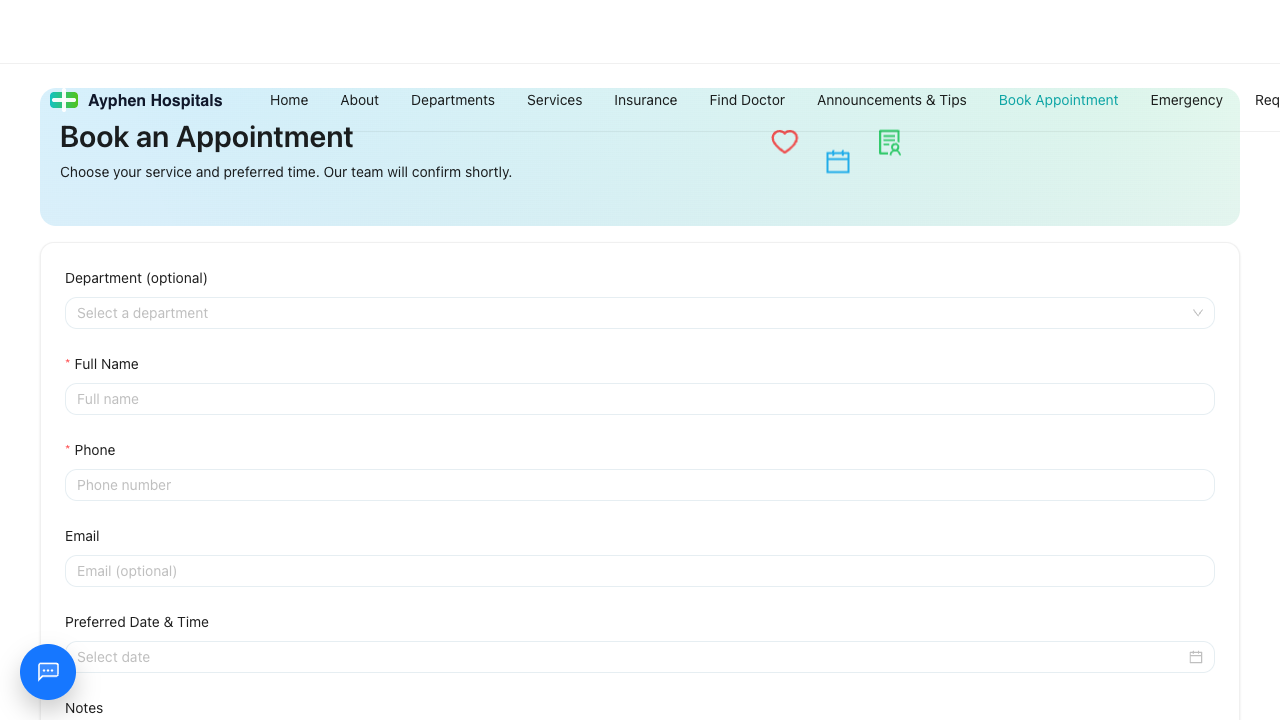 Ayphen Hospitals Home About Departments Services Insurance Find Doctor Announcements & Tips Book Appointment Emergency Req
Book an Appointment
Choose your service and preferred time. Our team will confirm shortly.
Department (optional)
Select a department
* Full Name
Full name
* Phone
Phone number
Email
Email (optional)
Preferred Date & Time
Select date
Notes